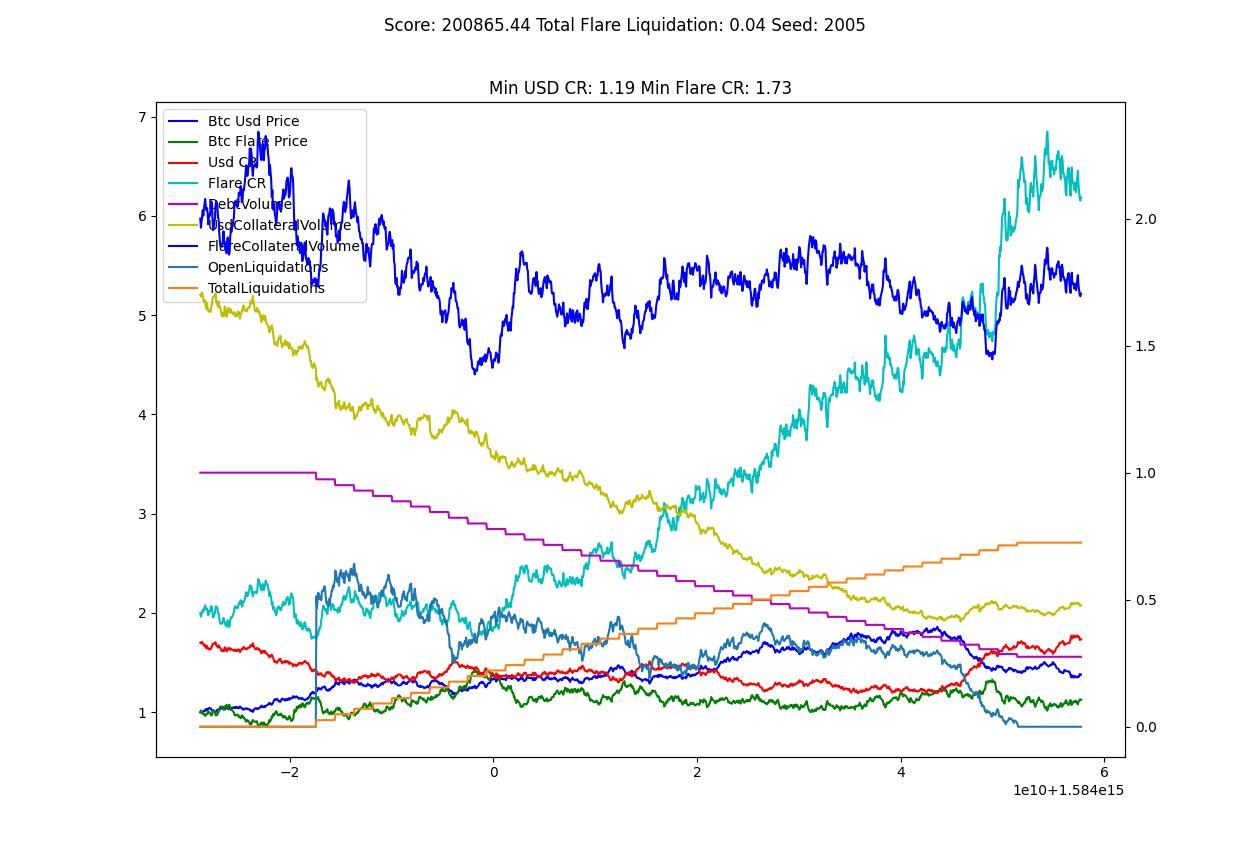 Score: 200865.44 Total Flare Liquidation: 0.04 Seed: 2005
Min USD CR: 1.19 Min Flare CR: 1.73
Btc Usd Price
Btc Flare Price
Usd CR
Flare CR
DebtVolume
UsdCollateralVolume
FlareCollateralVolume
OpenLiquidations
TotalLiquidations
7
6
5
4
3
2
1
2.0
1.5
1.0
0.5
0.0
−2
0
2
4
6
1e10+1.584e15